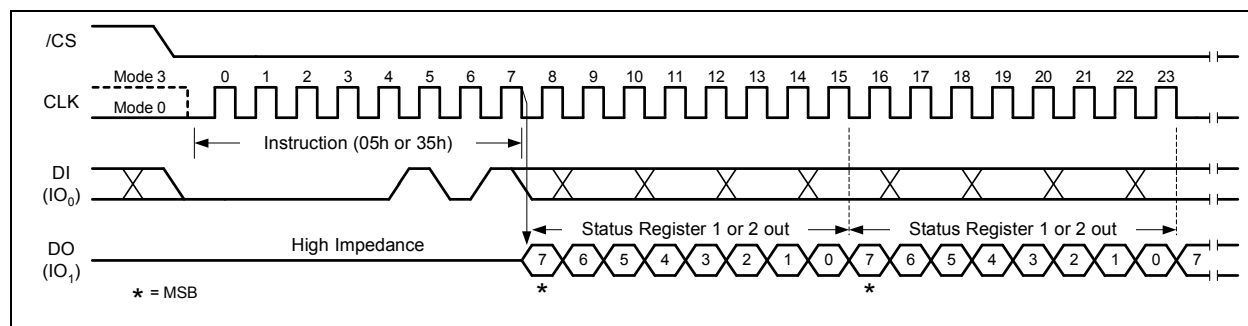 /CS
Mode 3 0 1 2 3 4 5 6 7 8 9 10 11 12 13 14 15 16 17 18 19 20 21 22 23
CLK Mode 0
Instruction (05h or 35h)
DI
(IO0)
Status Register 1 or 2 out Status Register 1 or 2 out
High Impedance
DO 7 6 5 4 3 2 1 0 7 6 5 4 3 2 1 0 7
(IO1)
* *
* = MSB